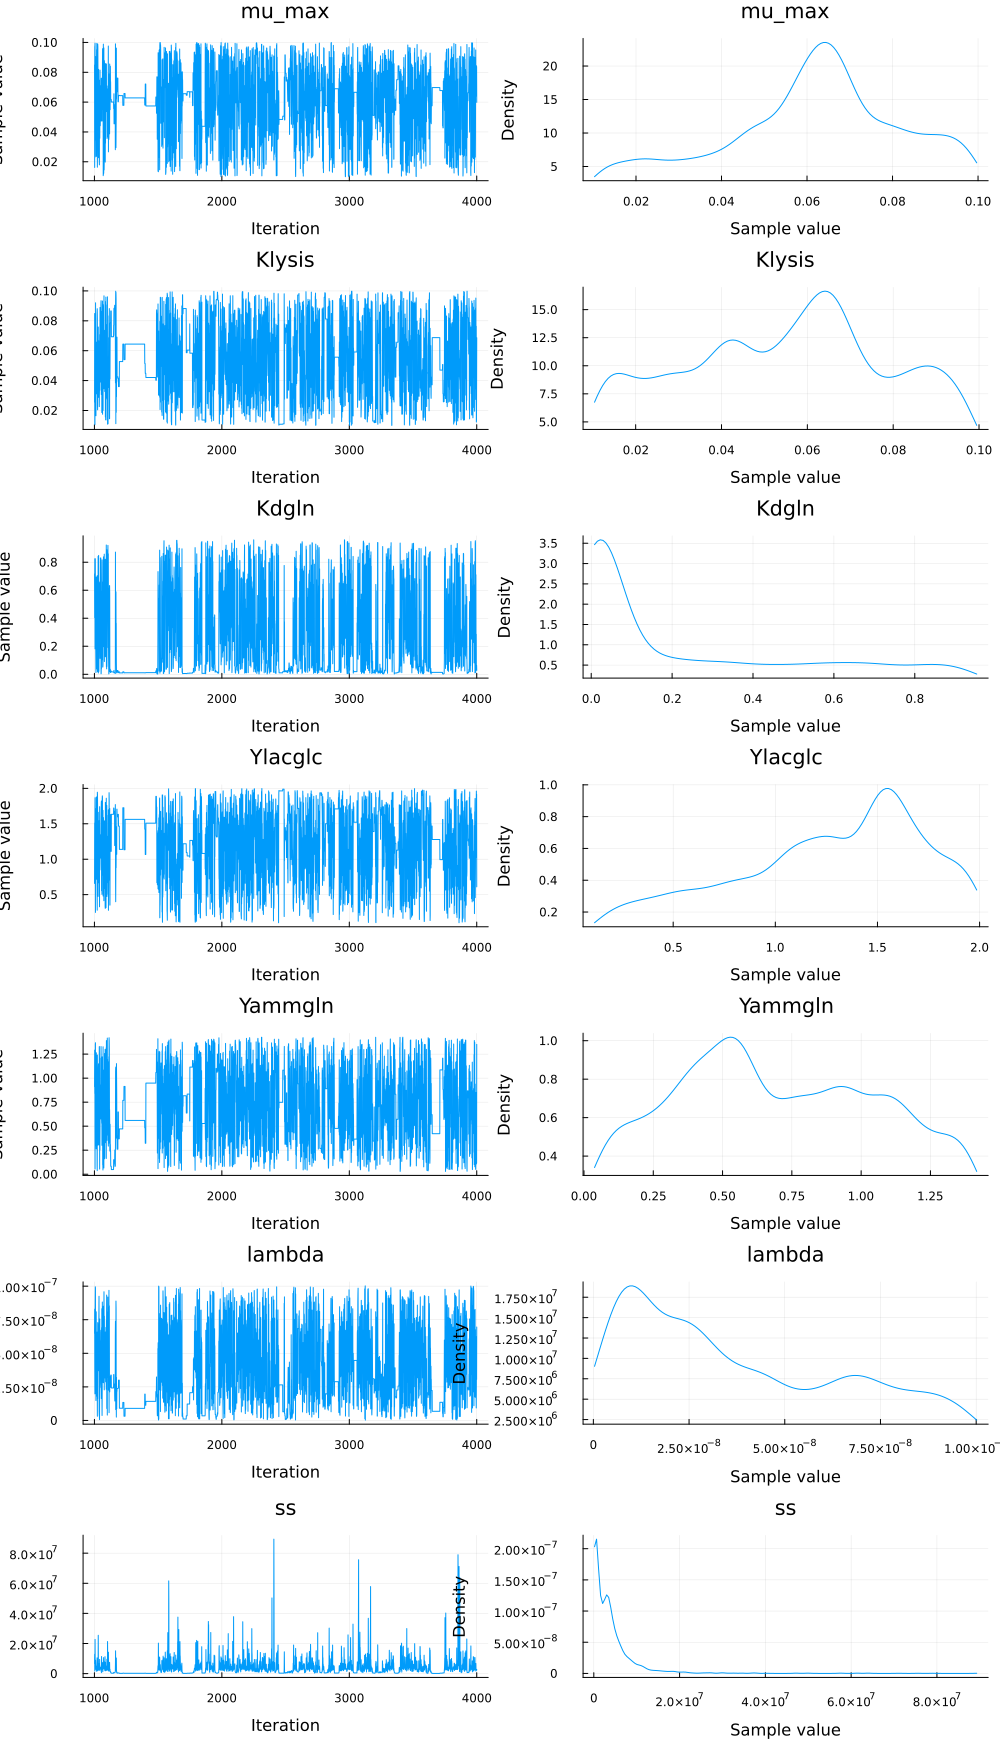 mu_max mu_max
0.10
0.08
0.06
0.04
0.02
1000 2000 3000 4000
Iteration
Density
20
15
10
5
0.02 0.04 0.06 0.08 0.10
Sample value
Klysis Klysis
0.10
0.08
0.06
0.04
0.02
1000 2000 3000 4000
Iteration
Density
15.0
12.5
10.0
7.5
5.0
0.02 0.04 0.06 0.08 0.10
Sample value
Kdgln Kdgln
Sample value
0.8
0.6
0.4
0.2
0.0
1000 2000 3000 4000
Iteration
Density
3.5
3.0
2.5
2.0
1.5
1.0
0.5
0.0 0.2 0.4 0.6 0.8
Sample value
Ylacglc Ylacglc
Sample value
2.0
1.5
1.0
0.5
1000 2000 3000 4000
Iteration
Density
1.0
0.8
0.6
0.4
0.2
0.5 1.0 1.5 2.0
Sample value
Yammgln Yammgln
1.25
1.00
0.75
0.50
0.25
0.00
1000 2000 3000 4000
Iteration
Density
1.0
0.8
0.6
0.4
0.00 0.25 0.50 0.75 1.00 1.25
Sample value
lambda lambda
.00×10⁻⁷
.50×10⁻⁸
.00×10⁻⁸
.50×10⁻⁸
0
1000 2000 3000 4000
Iteration
Density
1.750×10⁷
1.500×10⁷
1.250×10⁷
1.000×10⁷
7.500×10⁶
5.000×10⁶
2.500×10⁶
0 2.50×10⁻⁸ 5.00×10⁻⁸ 7.50×10⁻⁸ 1.00×10⁻
Sample value
ss ss
8.0×10⁷
6.0×10⁷
4.0×10⁷
2.0×10⁷
0
1000 2000 3000 4000
Iteration
Density
2.00×10⁻⁷
1.50×10⁻⁷
1.00×10⁻⁷
5.00×10⁻⁸
0
0 2.0×10⁷ 4.0×10⁷ 6.0×10⁷ 8.0×10⁷
Sample value